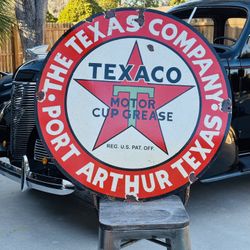 THE TEXAS COMPANY
TEXACO
T
MOTOR
CUP GREASE
REG. U.S. PAT. OFF.
PORT ARTHUR TEXAS